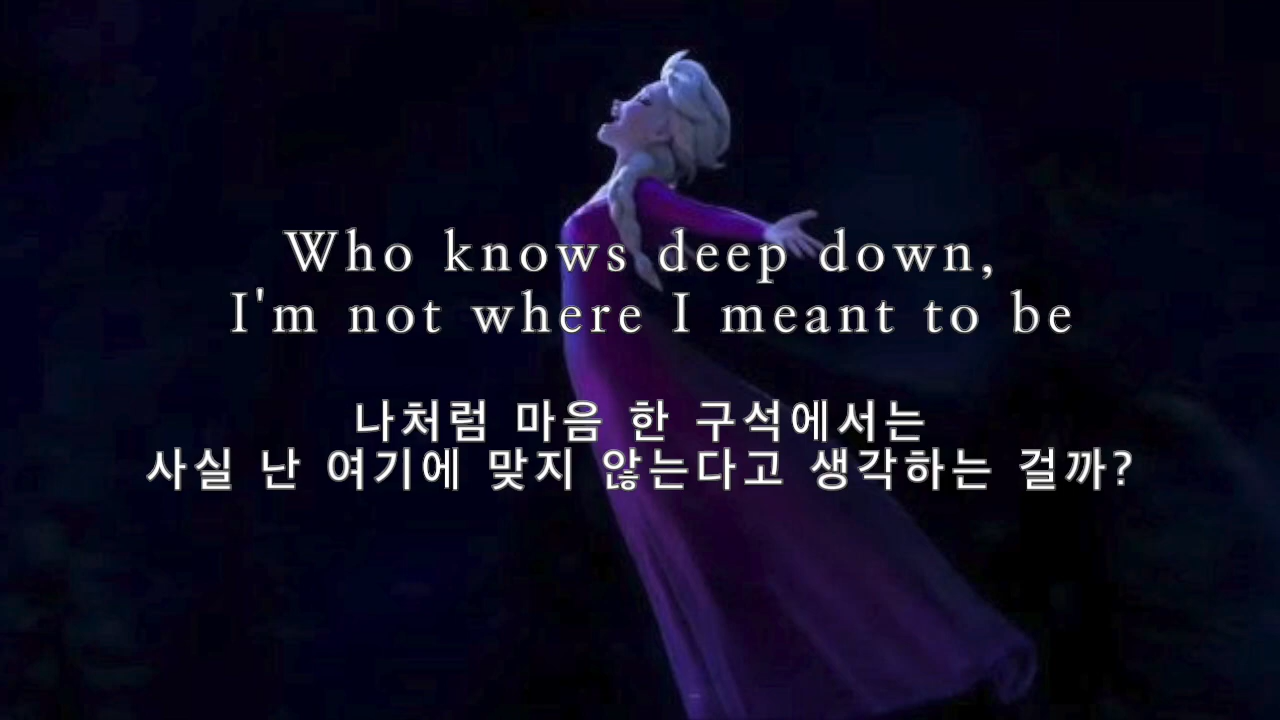 Who knows deep down,
I'm not where I meant to be
나처럼 마음 한 구석에서는
사실 난 여기에 맞지 않는다고 생각하는 걸까?